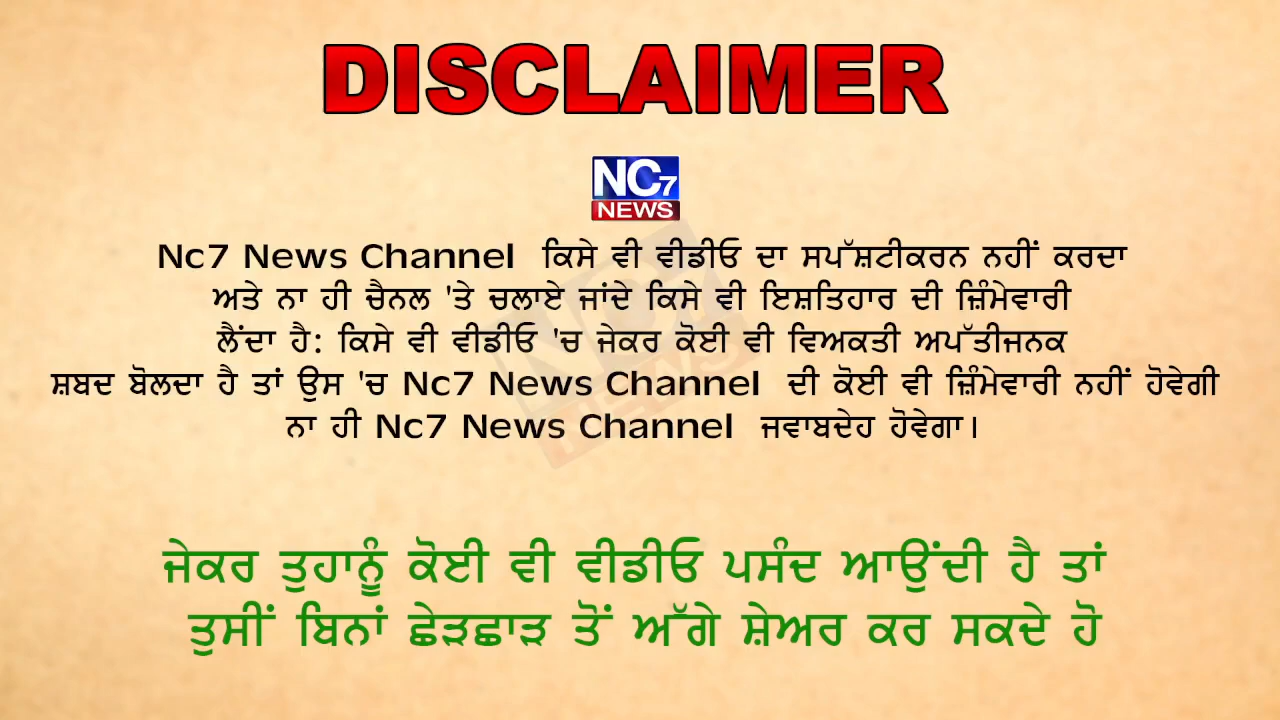 DISCLAIMER
NC7
NEWS
Nc7 News Channel ਕਿਸੇ ਵੀ ਵੀਡੀਓ ਦਾ ਸਪੱਸ਼ਟੀਕਰਨ ਨਹੀਂ ਕਰਦਾ
ਅਤੇ ਨਾ ਹੀ ਚੈਨਲ 'ਤੇ ਚਲਾਏ ਜਾਂਦੇ ਕਿਸੇ ਵੀ ਇਸ਼ਤਿਹਾਰ ਦੀ ਜ਼ਿੰਮੇਵਾਰੀ
ਲੈਂਦਾ ਹੈ: ਕਿਸੇ ਵੀ ਵੀਡੀਓ 'ਚ ਜੇਕਰ ਕੋਈ ਵੀ ਵਿਅਕਤੀ ਅਪੱਤੀਜਨਕ
ਸ਼ਬਦ ਬੋਲਦਾ ਹੈ ਤਾਂ ਉਸ 'ਚ Nc7 News Channel ਦੀ ਕੋਈ ਵੀ ਜ਼ਿੰਮੇਵਾਰੀ ਨਹੀਂ ਹੋਵੇਗੀ
ਨਾ ਹੀ Nc7 News Channel ਜਵਾਬਦੇਹ ਹੋਵੇਗਾ।
ਜੇਕਰ ਤੁਹਾਨੂੰ ਕੋਈ ਵੀ ਵੀਡੀਓ ਪਸੰਦ ਆਉਂਦੀ ਹੈ ਤਾਂ
ਤੁਸੀਂ ਬਿਨਾਂ ਛੇੜਛਾੜ ਤੋਂ ਅੱਗੇ ਸ਼ੇਅਰ ਕਰ ਸਕਦੇ ਹੋ